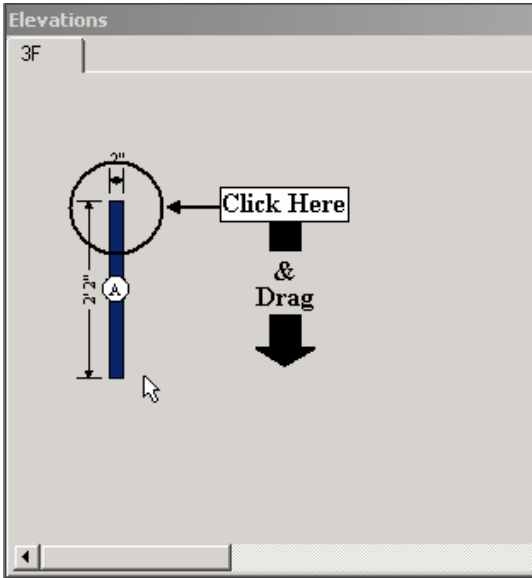 Elevations
3F
2"
Click Here
&
Drag
2' 2"
A